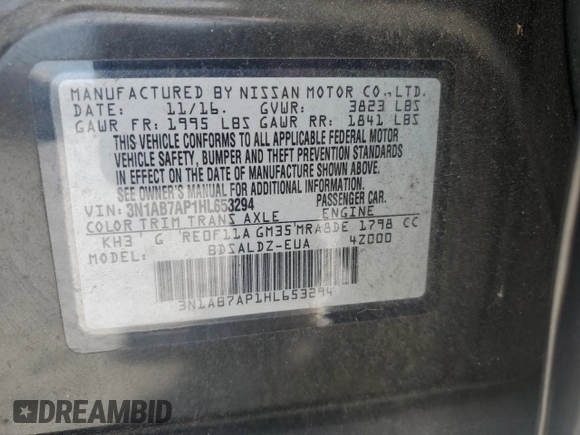 MANUFACTURED BY NISSAN MOTOR CO., LTD.
DATE: 11/16. GVWR: 3823 LBS
GAWR FR: 1995 LBS GAWR RR: 1841 LBS
THIS VEHICLE CONFORMS TO ALL APPLICABLE FEDERAL MOTOR
VEHICLE SAFETY, BUMPER AND THEFT PREVENTION STANDARDS
IN EFFECT ON THE DATE OF MANUFACTURE SHOWN ABOVE.
SEE OWNER'S MANUAL FOR ADDITIONAL INFORMATION.
VIN: 3N1AB7AP1HL653294 PASSENGER CAR.
COLOR TRIM TRANS AXLE ENGINE
KH3 G RE0F11A GM35 MRA8DE 1798 CC
MODEL: BDSALDZ-EUA 4Z000
3N1AB7AP1HL653294
DREAMBID